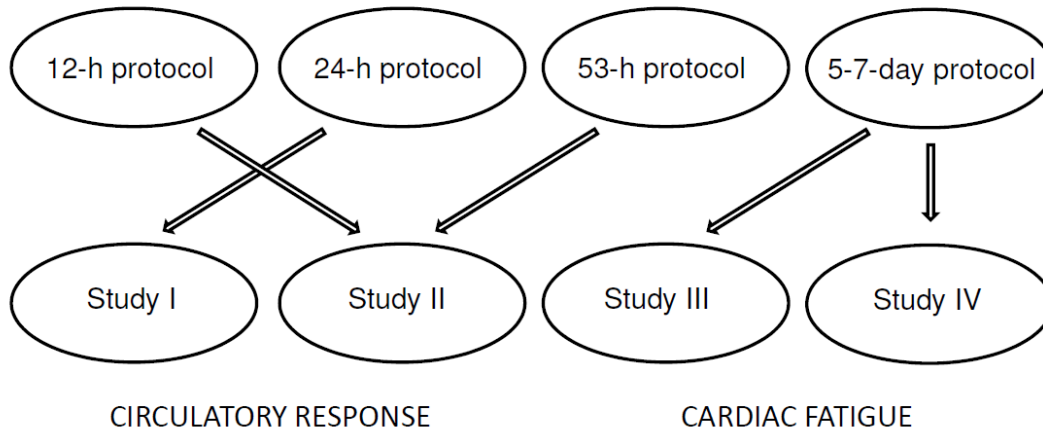 12-h protocol
24-h protocol
53-h protocol
5-7-day protocol
Study I
Study II
Study III
Study IV
CIRCULATORY RESPONSE
CARDIAC FATIGUE